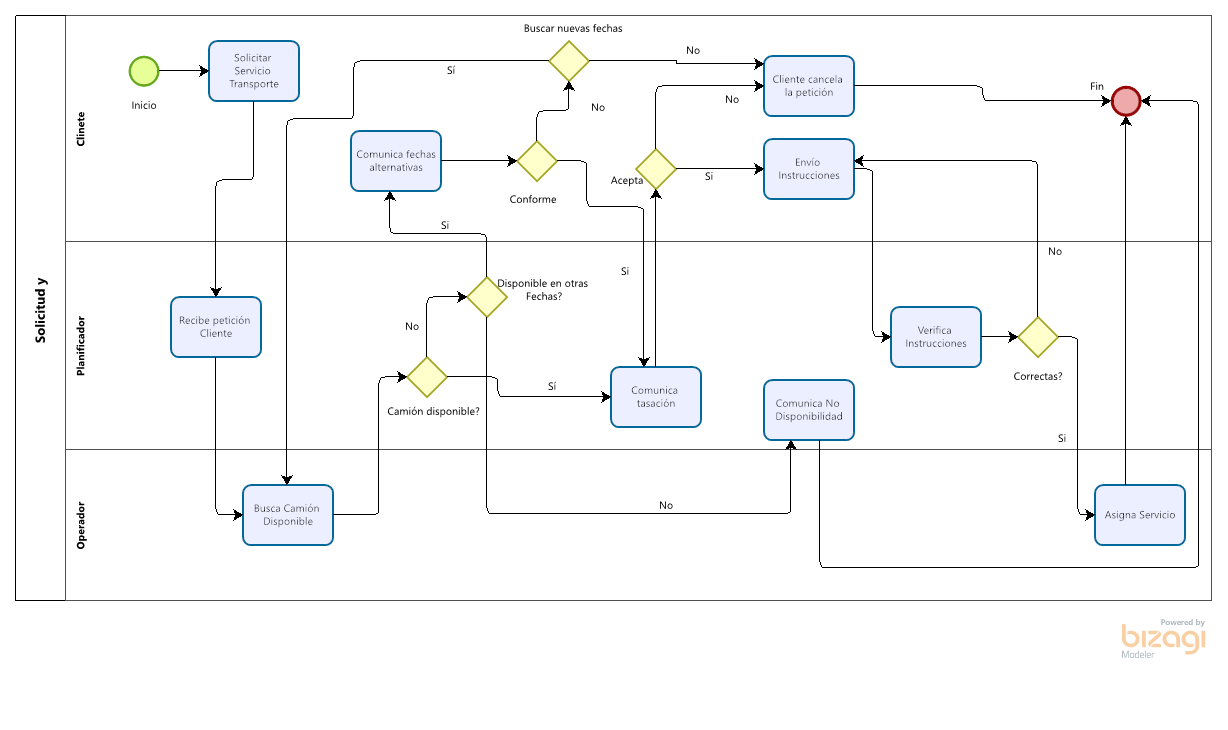 Solicitud y
Clinete
Planificador
Operador
Inicio
Solicitar
Servicio
Transporte
Buscar nuevas fechas
Sí
No
Cliente cancela
la petición
Fin
No
Comunica fechas
alternativas
Conforme
No
Acepta
Si
Envío
Instrucciones
Si
Si
No
Disponible en otras
Fechas?
Recibe petición
Cliente
No
Camión disponible?
Sí
Comunica
tasación
Verifica
Instrucciones
Correctas?
Comunica No
Disponibilidad
Si
Busca Camión
Disponible
No
Asigna Servicio
Powered by
bizagi
Modeler